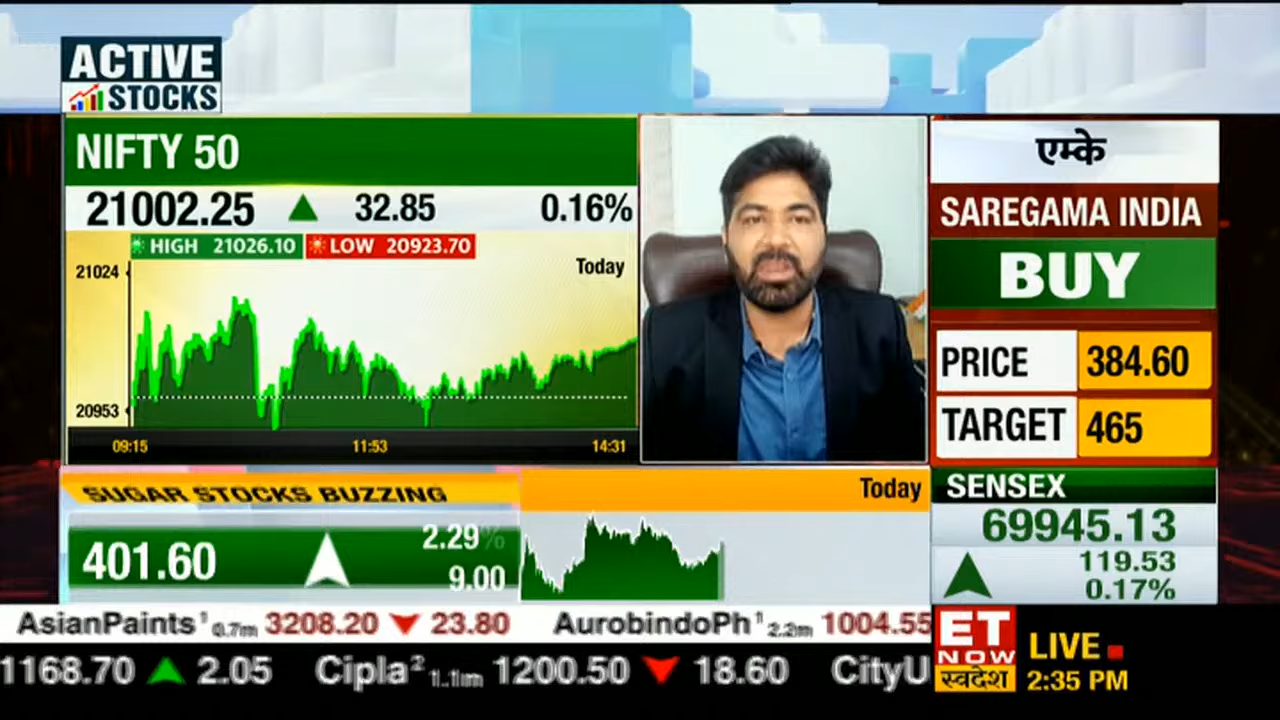 ACTIVE
STOCKS
NIFTY 50
21002.25 ▲ 32.85 0.16%
HIGH 21026.10 LOW 20923.70
Today
21024
20953
09:15 11:53 14:31
एम्के
SAREGAMA INDIA
BUY
PRICE 384.60
TARGET 465
SUGAR STOCKS BUZZING
Today
401.60 2.29%
9.00
SENSEX
69945.13
119.53
0.17%
AsianPaints¹ 0.7m 3208.20 ▼ 23.80 AurobindoPh¹ 2.2m 1004.55
1168.70 ▲ 2.05 Cipla² 1.1m 1200.50 ▼ 18.60 CityU
ET
NOW
स्वदेश
LIVE
2:35 PM